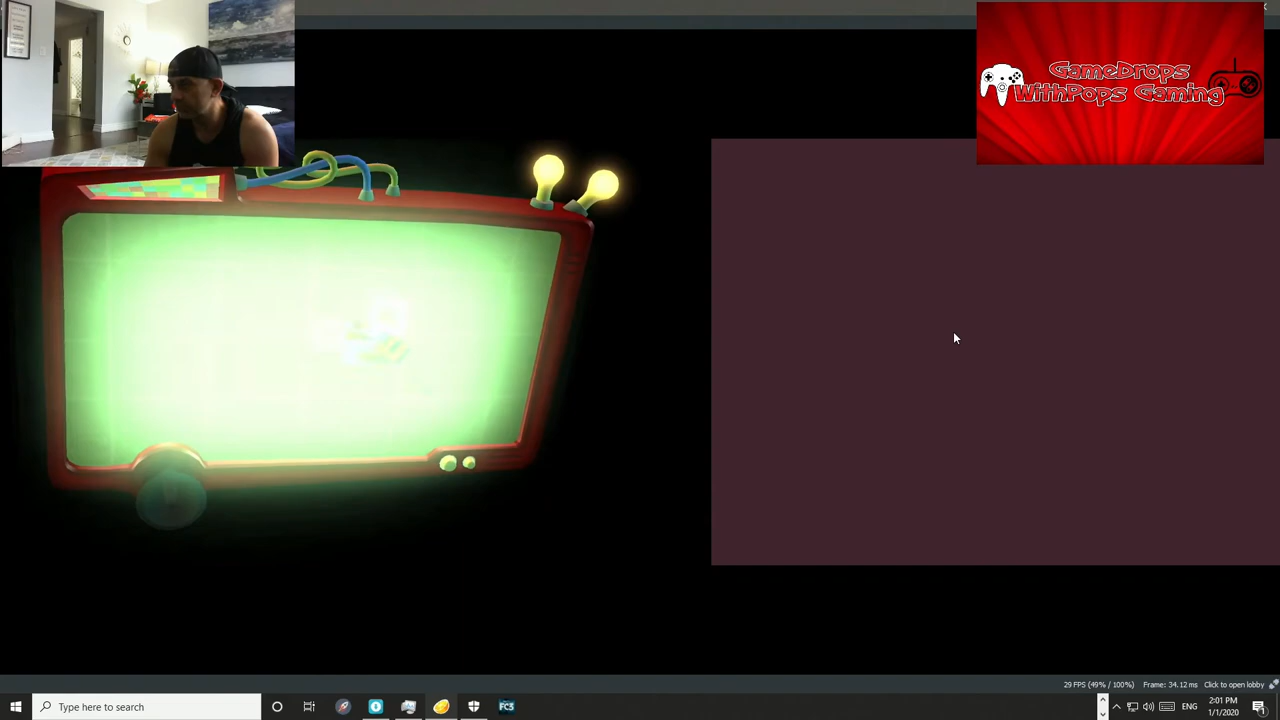 GameDrops
WithPops Gaming
29 FPS (49% / 100%)
Frame: 34.12 ms
Click to open lobby
Type here to search
FCS
ENG
2:01 PM
1/1/2020